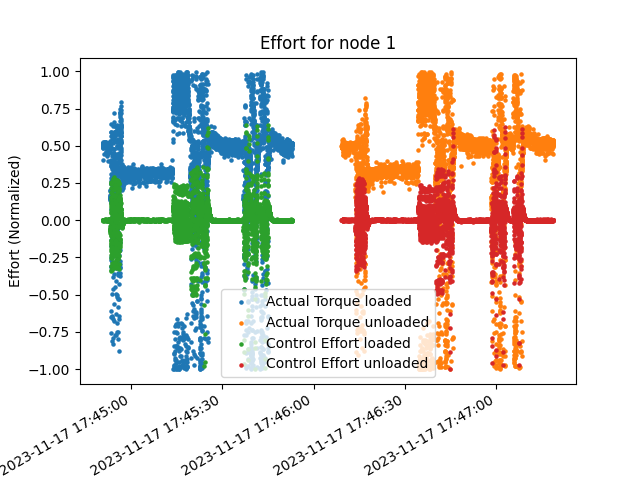 Effort for node 1
Effort (Normalized)
1.00
0.75
0.50
0.25
0.00
−0.25
−0.50
−0.75
−1.00
Actual Torque loaded
Actual Torque unloaded
Control Effort loaded
Control Effort unloaded
2023-11-17 17:45:00
2023-11-17 17:45:30
2023-11-17 17:46:00
2023-11-17 17:46:30
2023-11-17 17:47:00